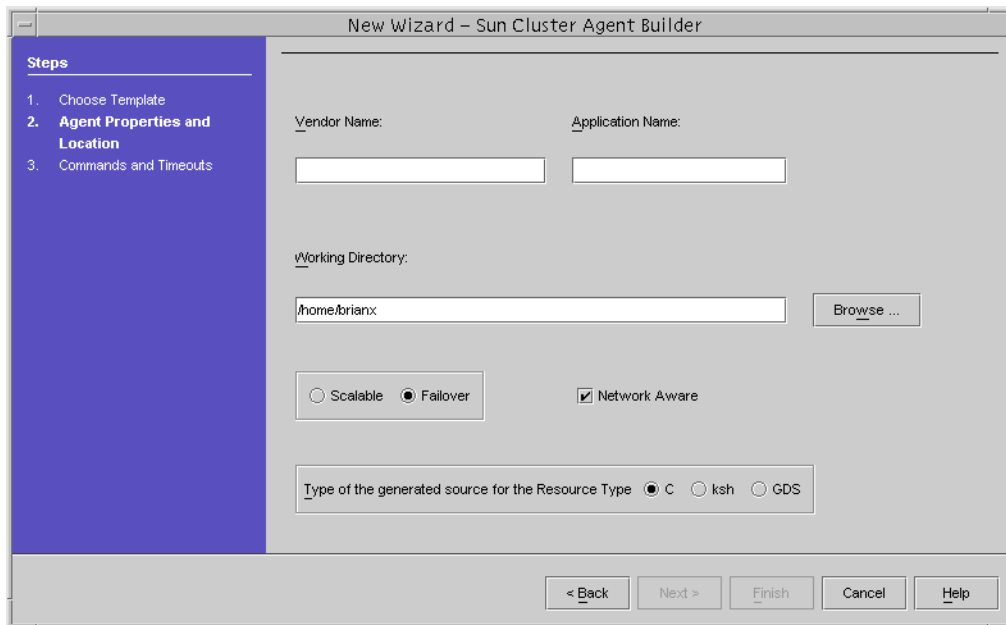 New Wizard – Sun Cluster Agent Builder
Steps
1. Choose Template
2. Agent Properties and
Location
3. Commands and Timeouts
Vendor Name: Application Name:
Working Directory:
/home/brianx Browse ...
Scalable Failover Network Aware
Type of the generated source for the Resource Type C ksh GDS
< Back Next > Finish Cancel Help